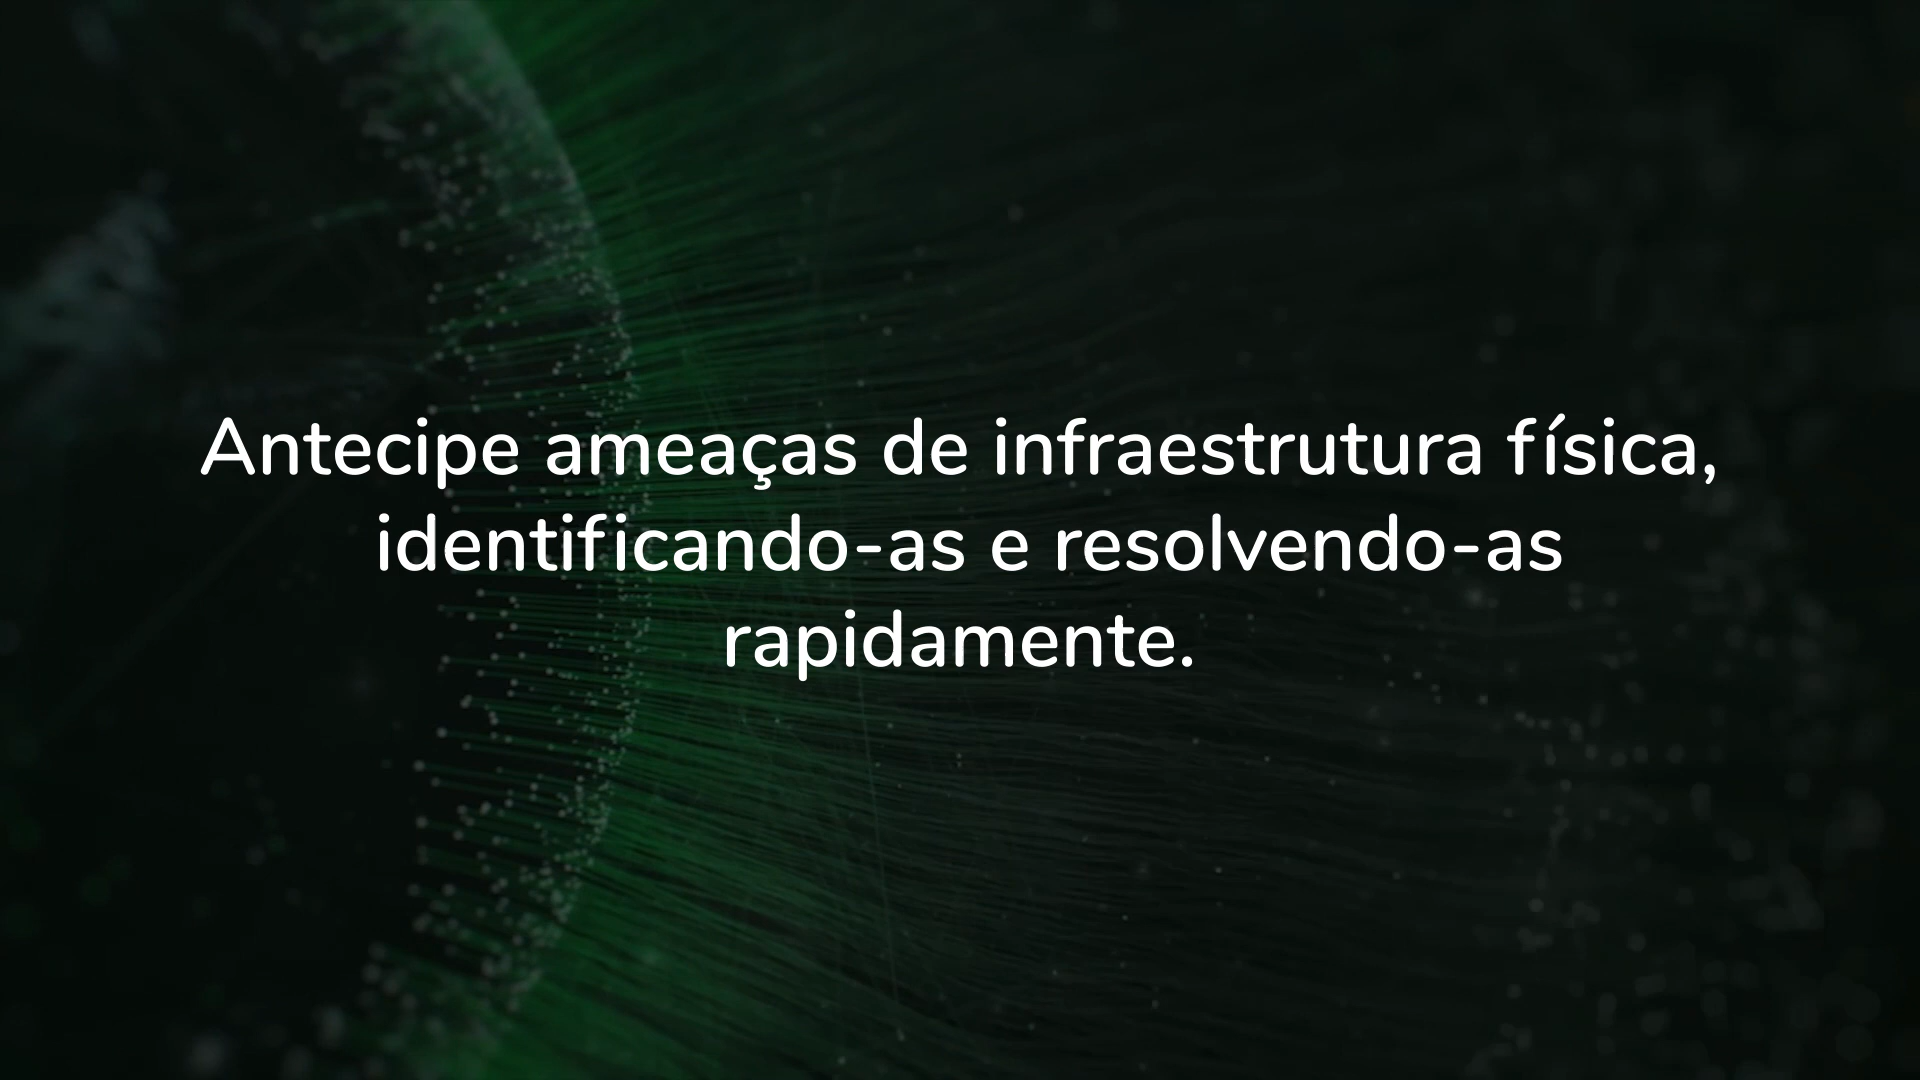 Antecipe ameaças de infraestrutura física,
identificando-as e resolvendo-as
rapidamente.